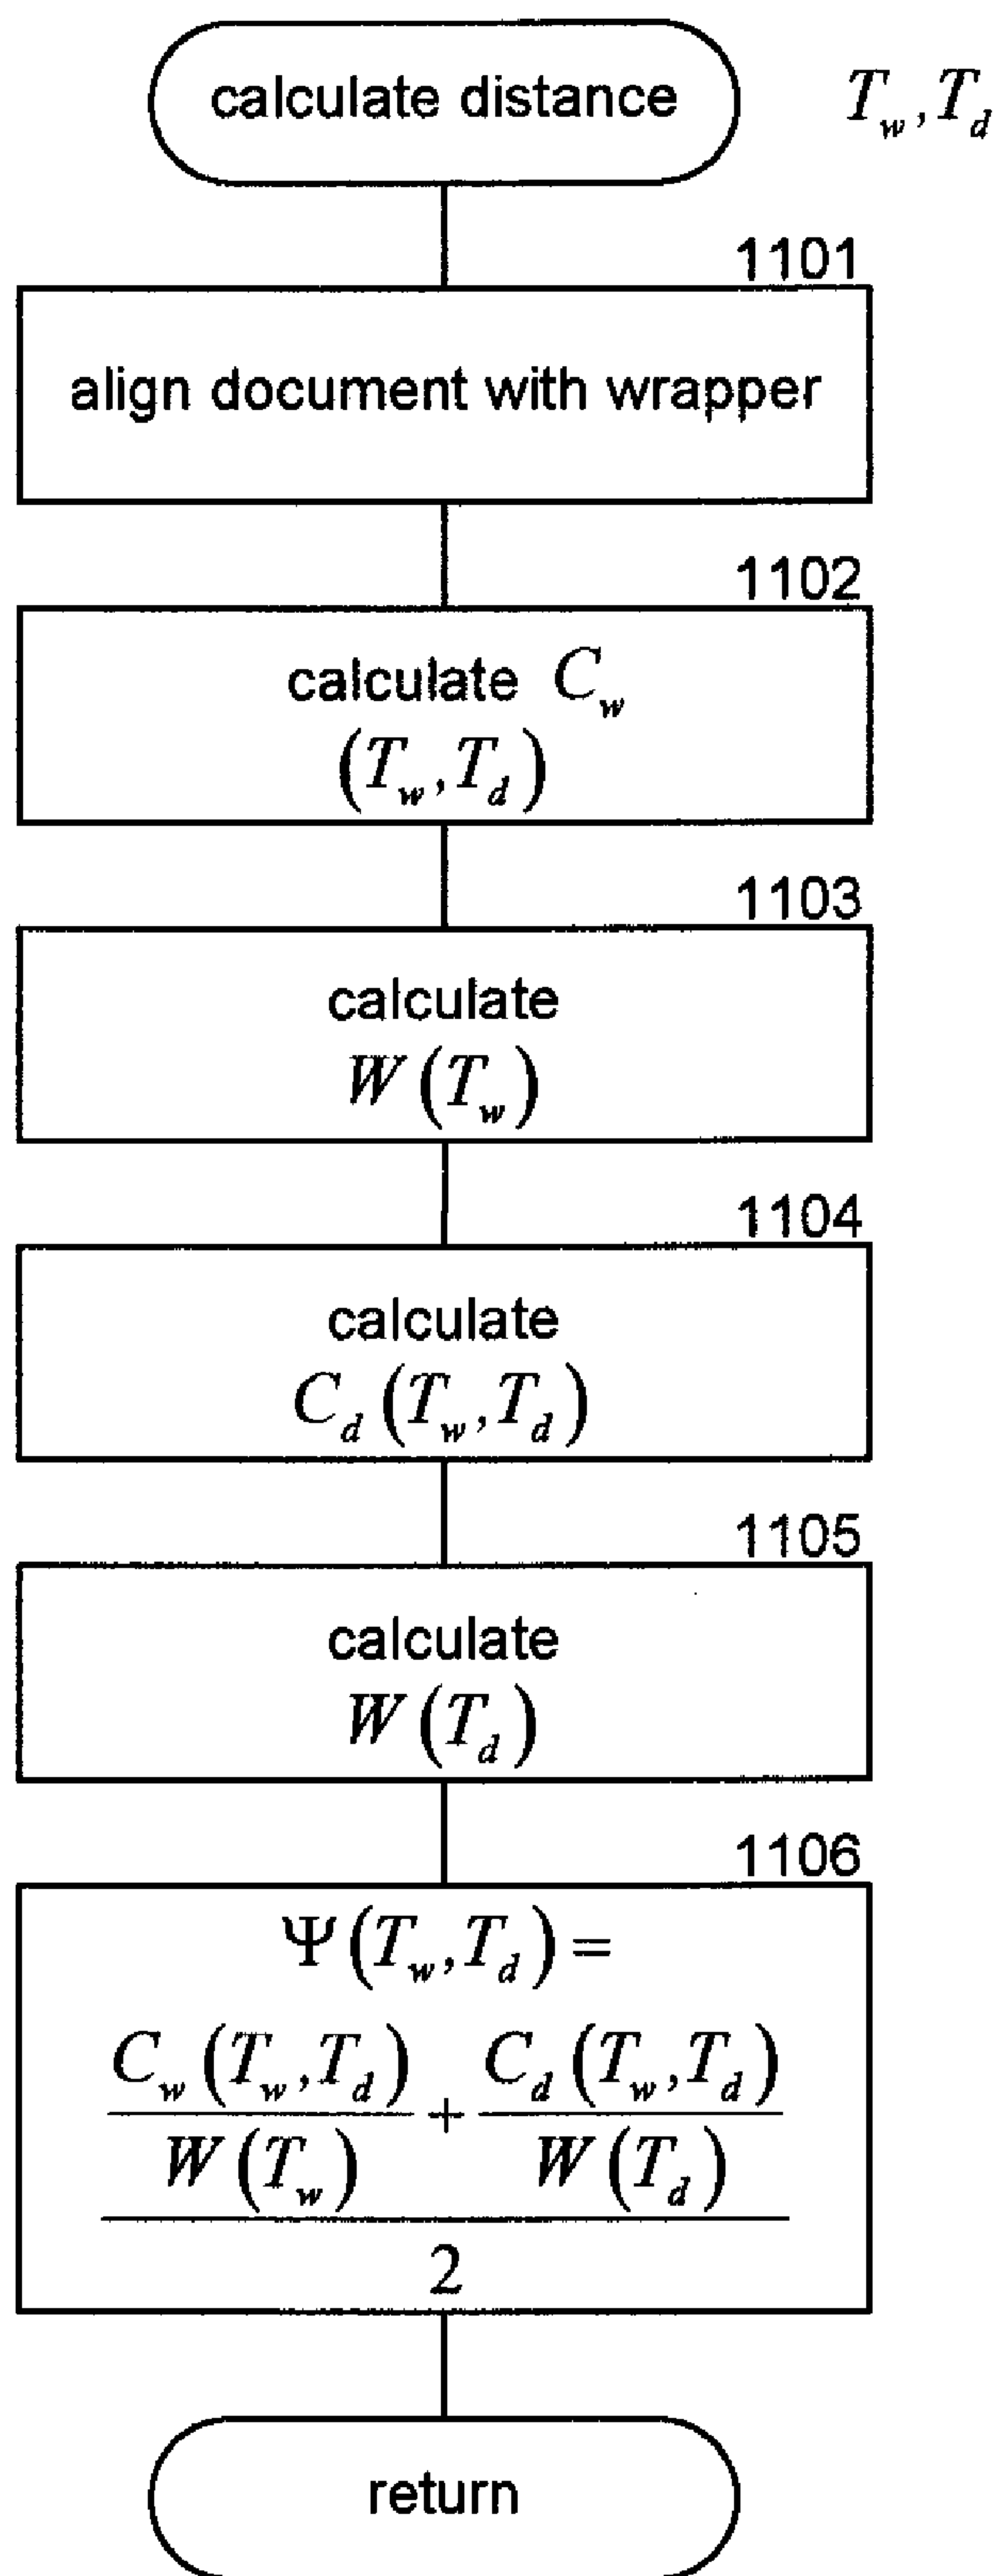 calculate distance T_w, T_d
1101
align document with wrapper
1102
calculate C_w
(T_w, T_d)
1103
calculate
W(T_w)
1104
calculate
C_d(T_w, T_d)
1105
calculate
W(T_d)
1106
Ψ(T_w, T_d) =
C_w(T_w, T_d) + C_d(T_w, T_d)
W(T_w) W(T_d)
2
return